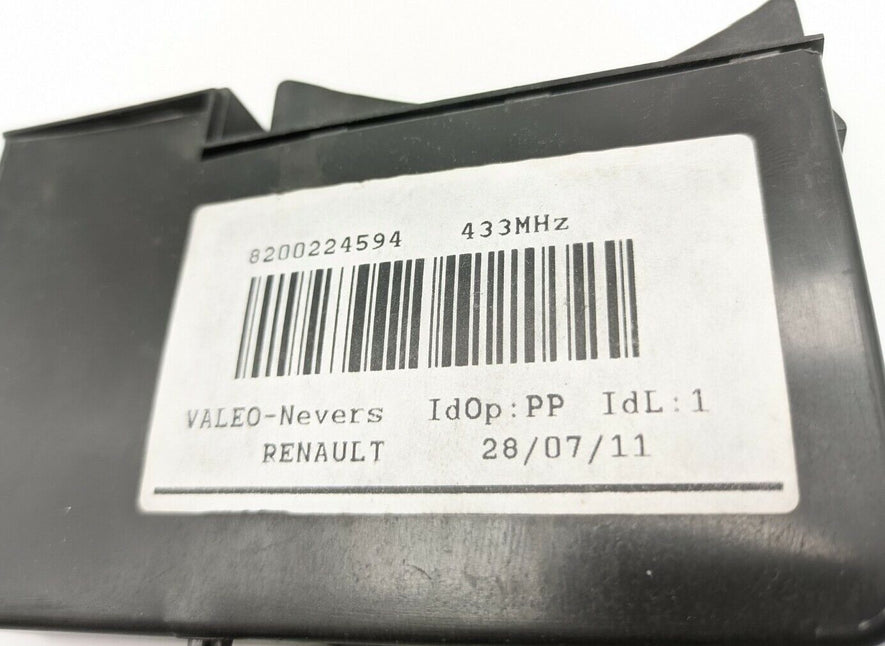 8200224594 433MHz
VALEO-Nevers IdOp:PP IdL:1
RENAULT 28/07/11